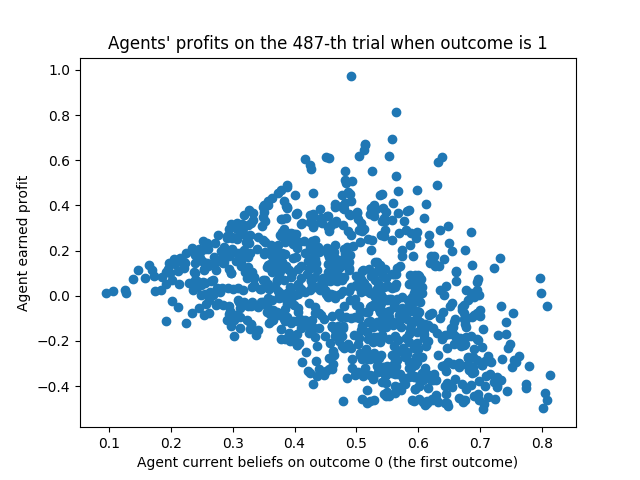 Agents' profits on the 487-th trial when outcome is 1
1.0
0.8
0.6
0.4
0.2
0.0
−0.2
−0.4
Agent earned profit
0.1 0.2 0.3 0.4 0.5 0.6 0.7 0.8
Agent current beliefs on outcome 0 (the first outcome)